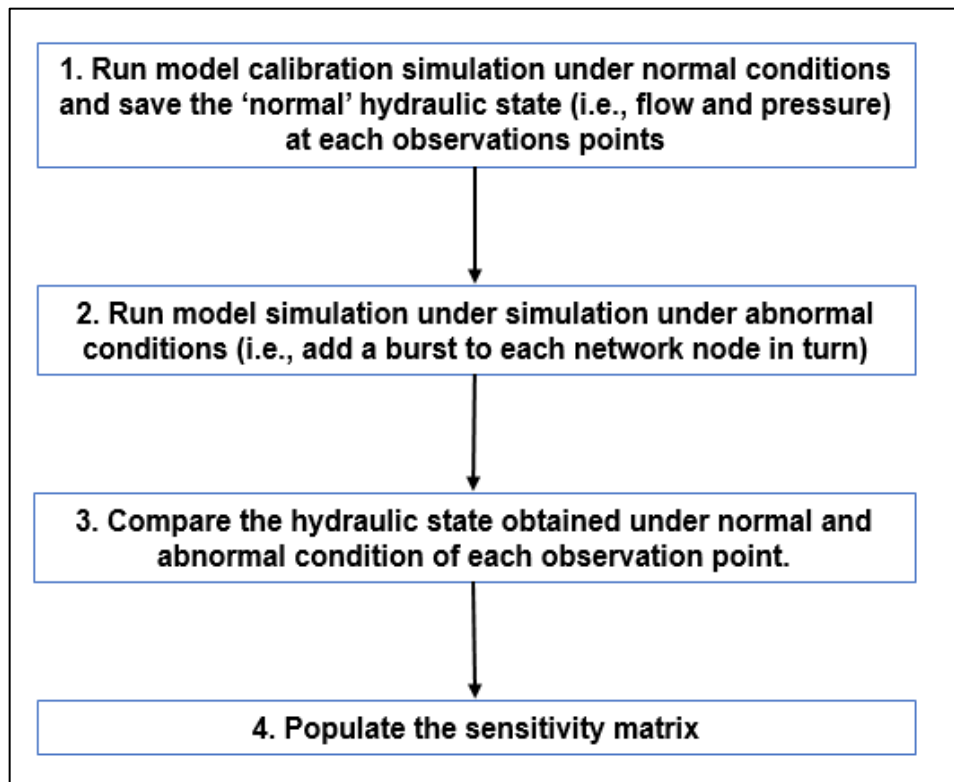 1. Run model calibration simulation under normal conditions
and save the ‘normal’ hydraulic state (i.e., flow and pressure)
at each observations points
2. Run model simulation under simulation under abnormal
conditions (i.e., add a burst to each network node in turn)
3. Compare the hydraulic state obtained under normal and
abnormal condition of each observation point.
4. Populate the sensitivity matrix